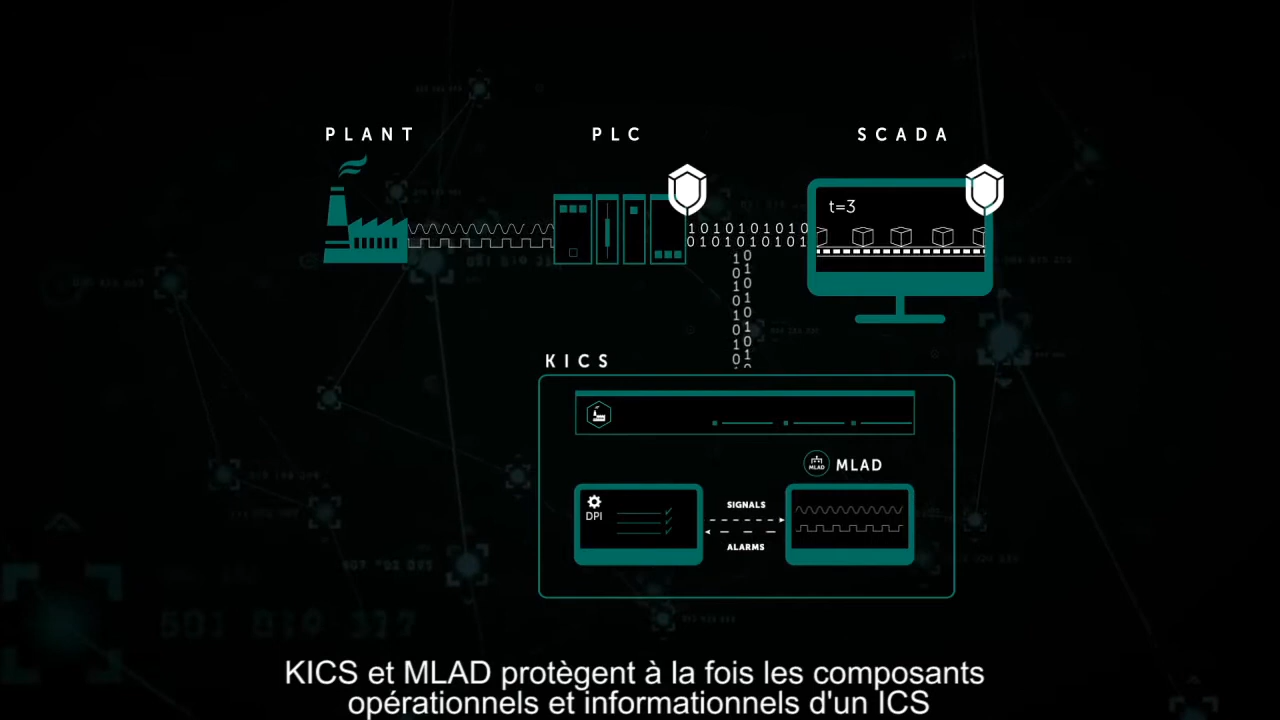 PLANT
PLC
SCADA
t=3
1010101010
0101010101
KICS
MLAD
MLAD
DPI
SIGNALS
ALARMS
KICS et MLAD protègent à la fois les composants
opérationnels et informationnels d'un ICS